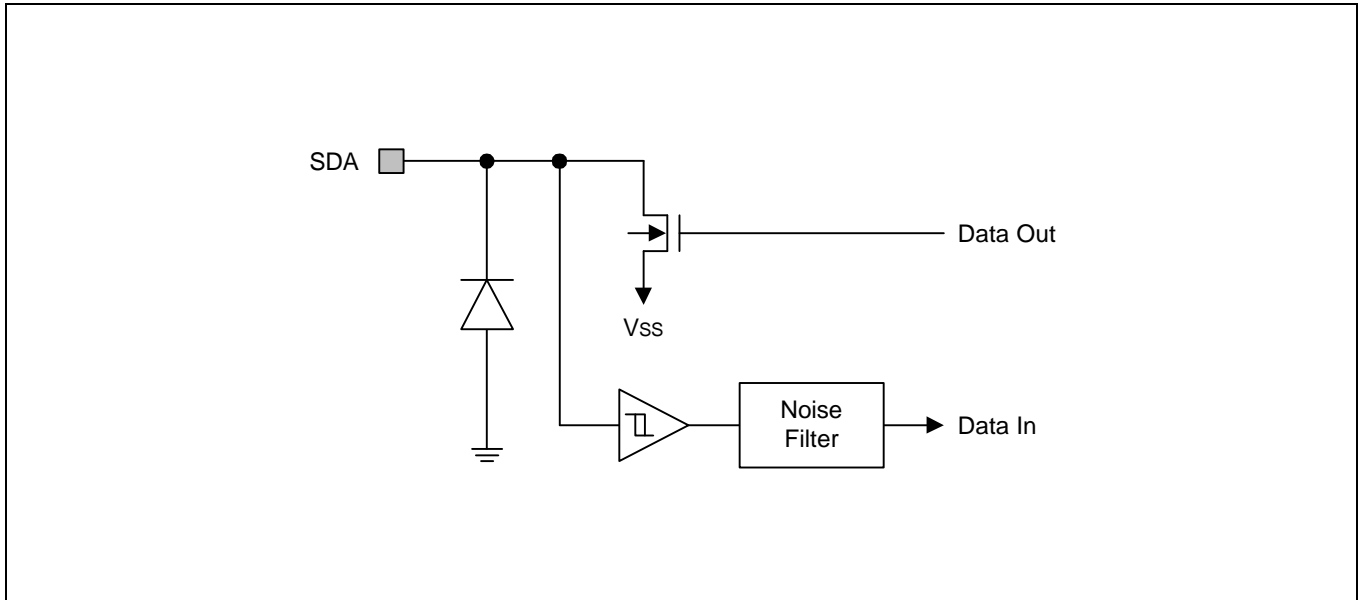 SDA
Data Out
VSS
Noise
Filter
Data In